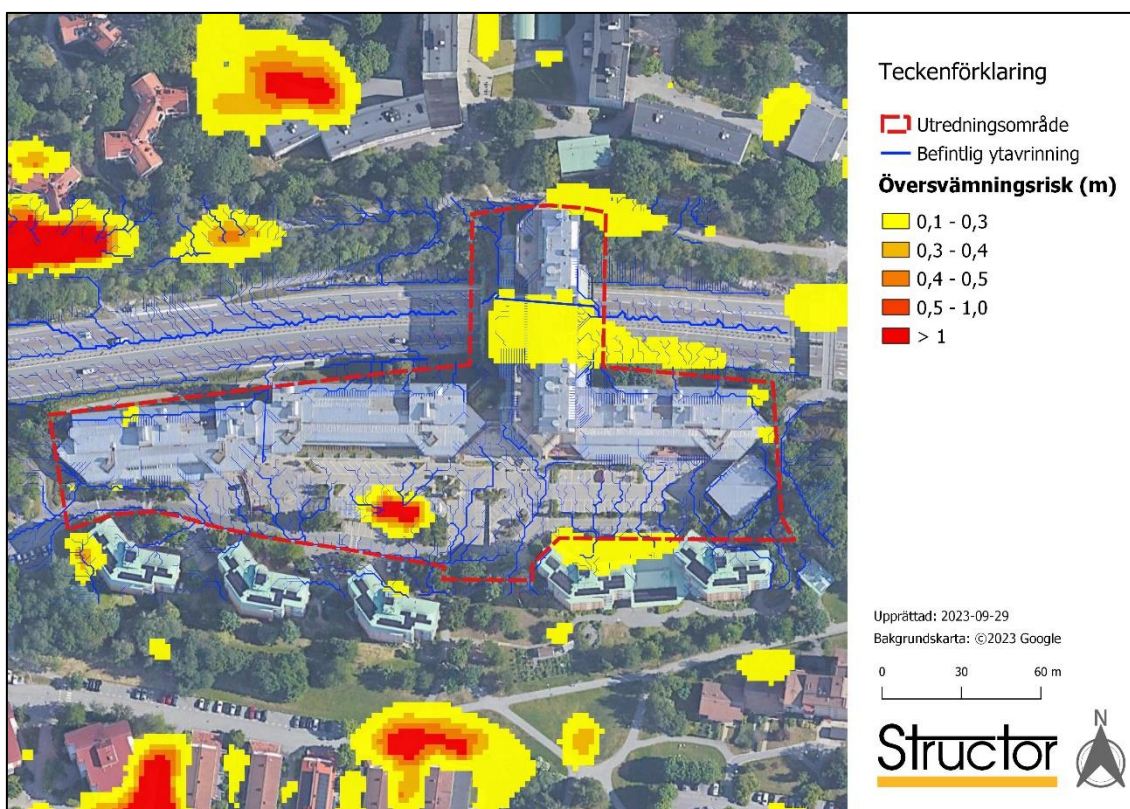 Teckenförklaring
Utredningsområde
Befintlig ytavrinning
Översvämningsrisk (m)
0,1 - 0,3
0,3 - 0,4
0,4 - 0,5
0,5 - 1,0
> 1
Upprättad: 2023-09-29
Bakgrundskarta: ©2023 Google
0 30 60 m
Structor
N